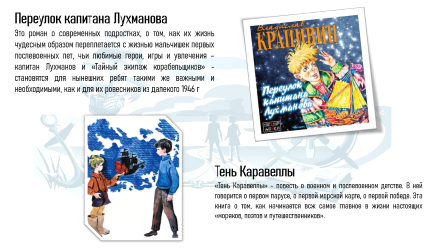 Переулок капитана Лухманова
Это роман о современных подростках, о том, как их жизнь
чудесным образом переплетается с жизнью мальчишек первых
послевоенных лет, чьи любимые герои, игры и увлечения -
капитан Лухманов и «Тайный экипаж корабельщиков» -
становятся для нынешних ребят такими же важными и
необходимыми, как и для их ровесников из далекого 1946 г
Владислав
КРАПИВИН
Переулок
капитана
Лухманова
Тень Каравеллы
«Тень Каравеллы» - повесть о военном и послевоенном детстве. В ней
говорится о первом парусе, о первой морской карте, о первой победе. Эта
книга о том, как начинается всё самое главное в жизни настоящих
«моряков, поэтов и путешественников».